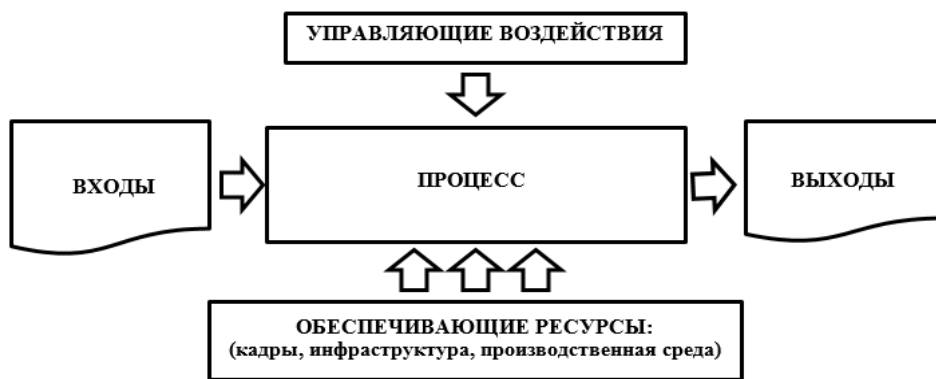 УПРАВЛЯЮЩИЕ ВОЗДЕЙСТВИЯ
ВХОДЫ
ПРОЦЕСС
ВЫХОДЫ
ОБЕСПЕЧИВАЮЩИЕ РЕСУРСЫ:
(кадры, инфраструктура, производственная среда)